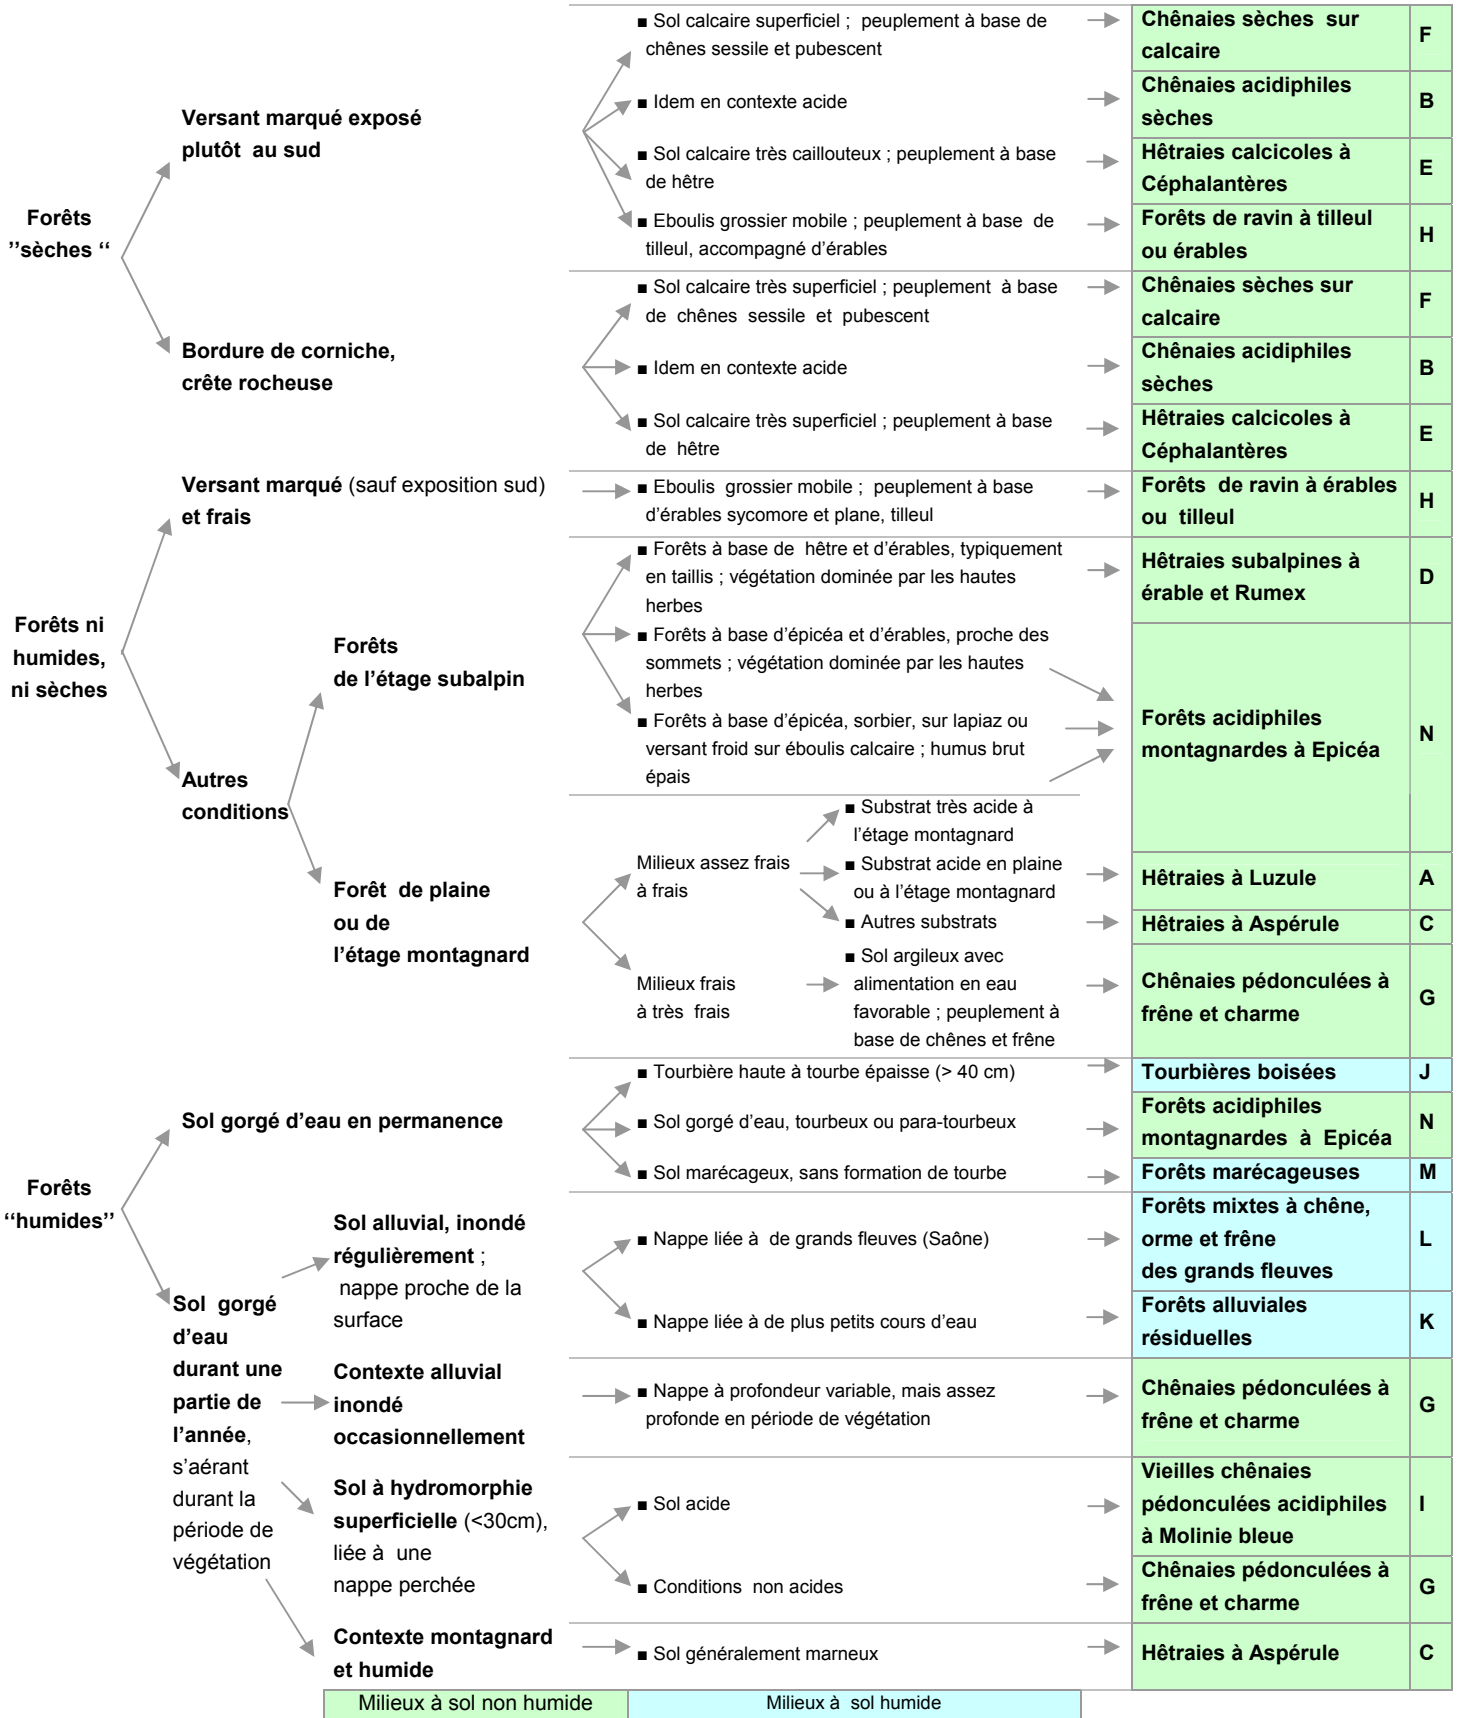 Forêts
’’sèches ‘‘
Versant marqué exposé
plutôt au sud
■ Sol calcaire superficiel ; peuplement à base de
chênes sessile et pubescent
Chênaies sèches sur
calcaire
F
■ Idem en contexte acide
Chênaies acidiphiles
sèches
B
■ Sol calcaire très caillouteux ; peuplement à base
de hêtre
Hêtraies calcicoles à
Céphalantères
E
■ Eboulis grossier mobile ; peuplement à base de
tilleul, accompagné d’érables
Forêts de ravin à tilleul
ou érables
H
Bordure de corniche,
crête rocheuse
■ Sol calcaire très superficiel ; peuplement à base
de chênes sessile et pubescent
Chênaies sèches sur
calcaire
F
■ Idem en contexte acide
Chênaies acidiphiles
sèches
B
■ Sol calcaire très superficiel ; peuplement à base
de hêtre
Hêtraies calcicoles à
Céphalantères
E
Forêts ni
humides,
ni sèches
Versant marqué (sauf exposition sud)
et frais
■ Eboulis grossier mobile ; peuplement à base
d’érables sycomore et plane, tilleul
Forêts de ravin à érables
ou tilleul
H
Autres
conditions
Forêts
de l’étage subalpin
■ Forêts à base de hêtre et d’érables, typiquement
en taillis ; végétation dominée par les hautes
herbes
Hêtraies subalpines à
érable et Rumex
D
■ Forêts à base d’épicéa et d’érables, proche des
sommets ; végétation dominée par les hautes
herbes
■ Forêts à base d’épicéa, sorbier, sur lapiaz ou
versant froid sur éboulis calcaire ; humus brut
épais
Forêts acidiphiles
montagnardes à Epicéa
N
Forêt de plaine
ou de
l’étage montagnard
Milieux assez frais
à frais
■ Substrat très acide à
l’étage montagnard
■ Substrat acide en plaine
ou à l’étage montagnard
Hêtraies à Luzule
A
■ Autres substrats
Hêtraies à Aspérule
C
Milieux frais
à très frais
■ Sol argileux avec
alimentation en eau
favorable ; peuplement à
base de chênes et frêne
Chênaies pédonculées à
frêne et charme
G
Forêts
‘‘humides’’
Sol gorgé d’eau en permanence
■ Tourbière haute à tourbe épaisse (> 40 cm)
Tourbières boisées
J
■ Sol gorgé d’eau, tourbeux ou para-tourbeux
Forêts acidiphiles
montagnardes à Epicéa
N
■ Sol marécageux, sans formation de tourbe
Forêts marécageuses
M
Sol gorgé
d’eau
durant une
partie de
l’année,
s’aérant
durant la
période de
végétation
Sol alluvial, inondé
régulièrement ;
nappe proche de la
surface
■ Nappe liée à de grands fleuves (Saône)
Forêts mixtes à chêne,
orme et frêne
des grands fleuves
L
■ Nappe liée à de plus petits cours d’eau
Forêts alluviales
résiduelles
K
Contexte alluvial
inondé
occasionnellement
■ Nappe à profondeur variable, mais assez
profonde en période de végétation
Chênaies pédonculées à
frêne et charme
G
Sol à hydromorphie
superficielle (<30cm),
liée à une
nappe perchée
■ Sol acide
Vieilles chênaies
pédonculées acidiphiles
à Molinie bleue
I
■ Conditions non acides
Chênaies pédonculées à
frêne et charme
G
Contexte montagnard
et humide
■ Sol généralement marneux
Hêtraies à Aspérule
C
Milieux à sol non humide
Milieux à sol humide